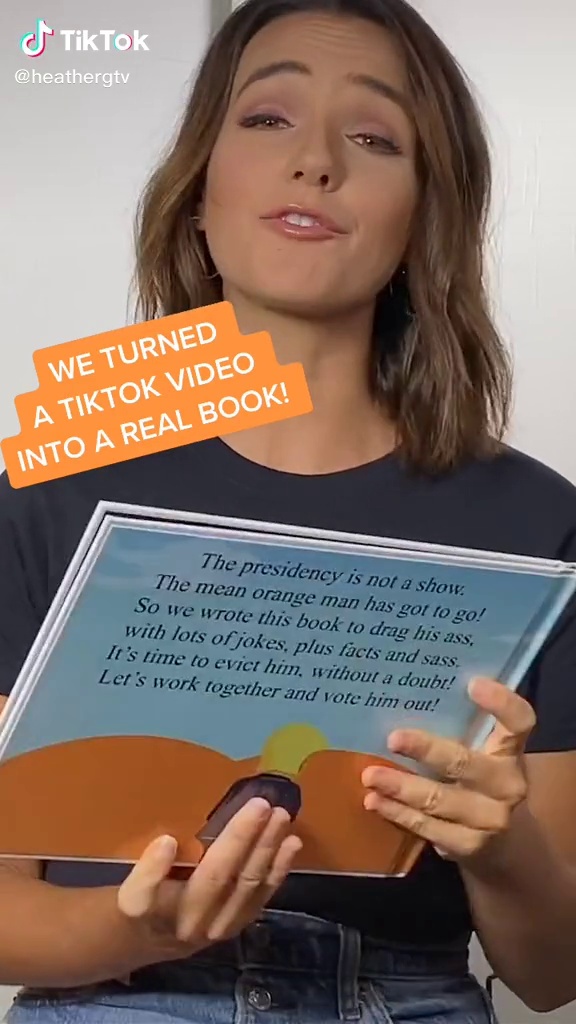 TikTok
@heathergtv
WE TURNED
A TIKTOK VIDEO
INTO A REAL BOOK!
The presidency is not a show.
The mean orange man has got to go!
So we wrote this book to drag his ass,
with lots of jokes, plus facts and sass.
It's time to evict him, without a doubt!
Let's work together and vote him out!